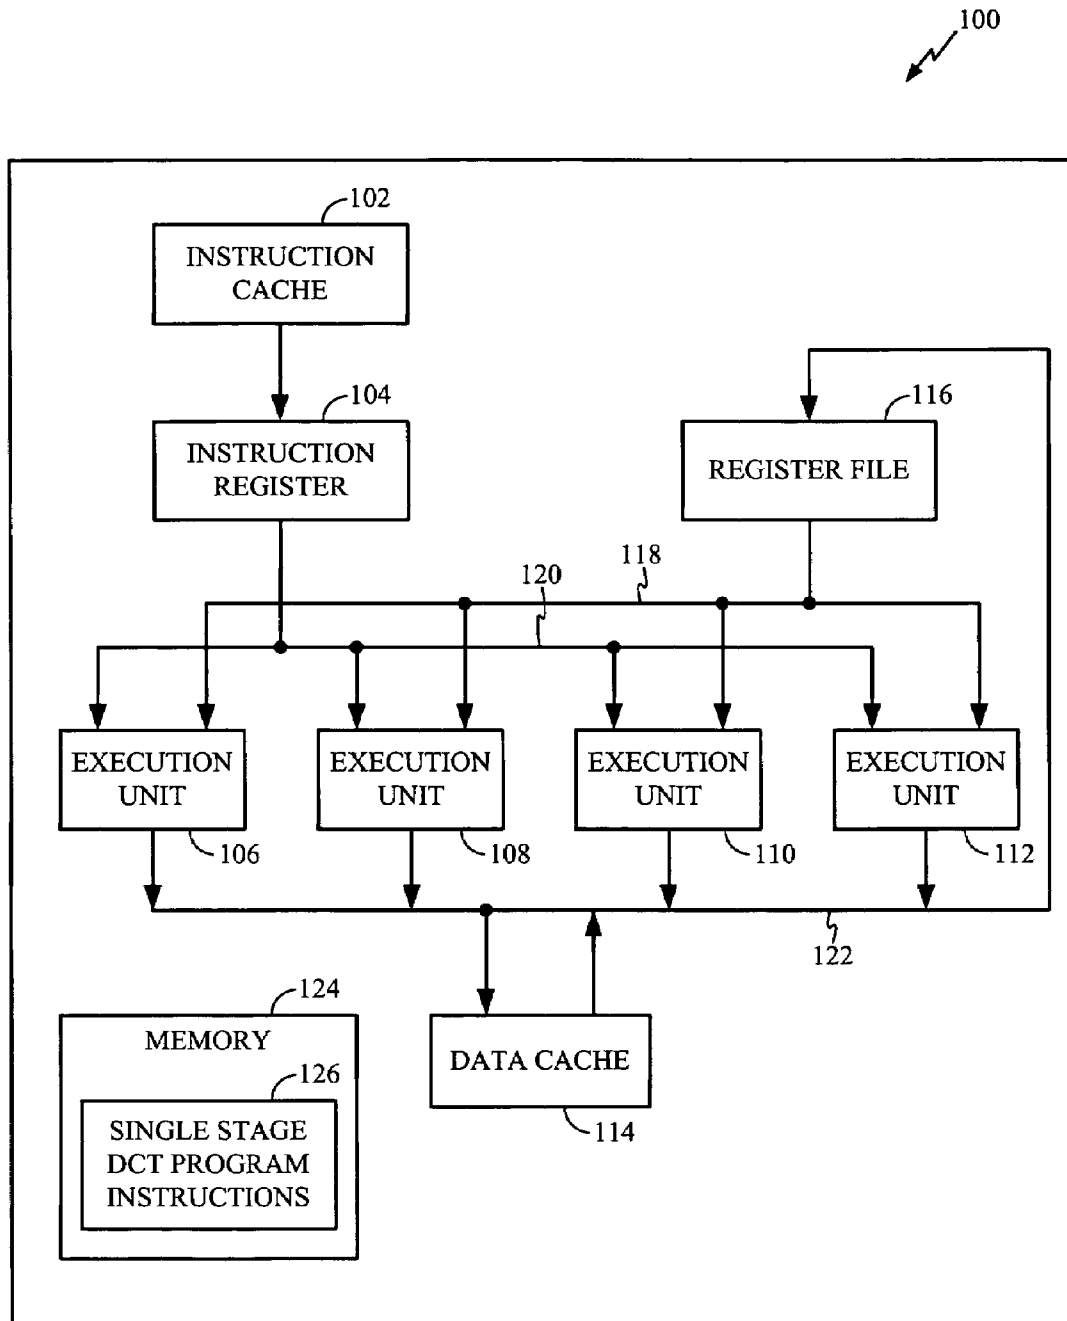 100
102
INSTRUCTION
CACHE
104
INSTRUCTION
REGISTER
116
REGISTER FILE
118
120
EXECUTION
UNIT
106
EXECUTION
UNIT
108
EXECUTION
UNIT
110
EXECUTION
UNIT
112
122
124
MEMORY
126
SINGLE STAGE
DCT PROGRAM
INSTRUCTIONS
DATA CACHE
114